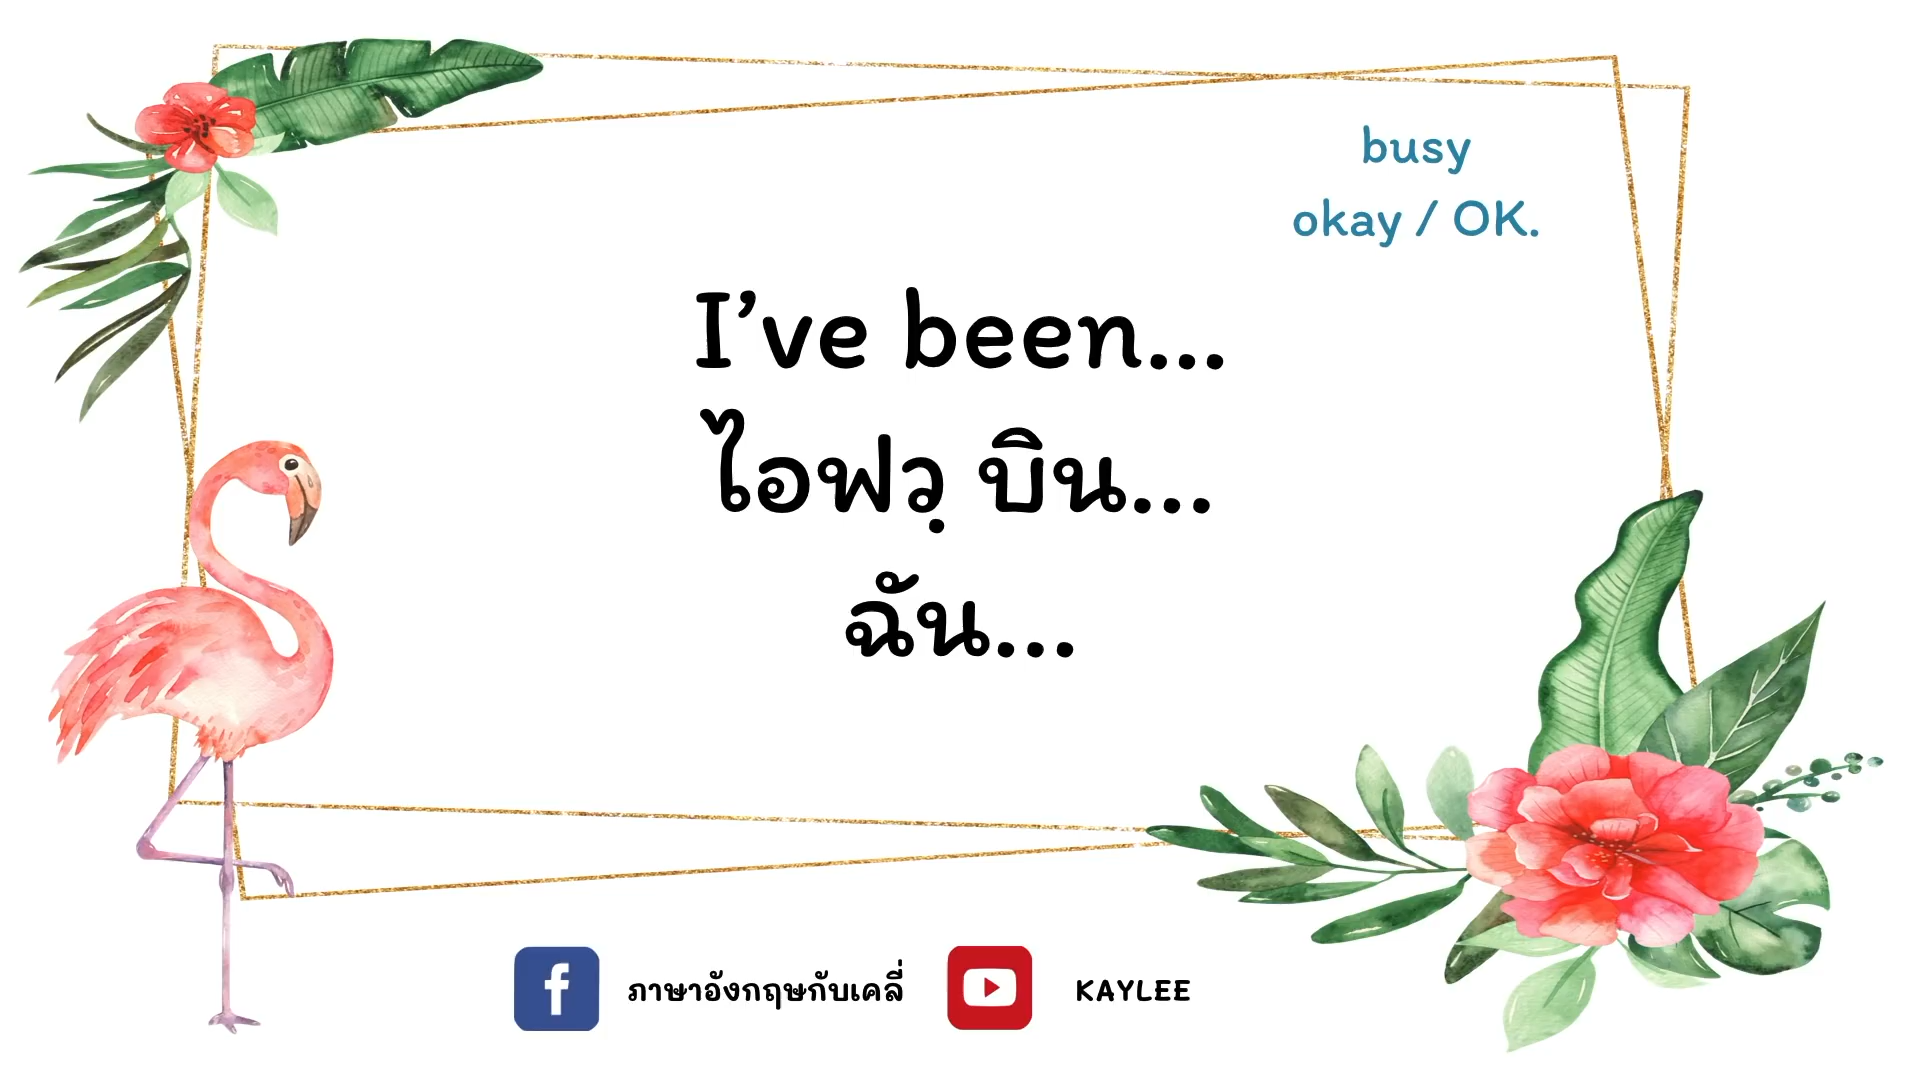 busy
okay / OK.
I've been...
ไอฟวฺ บิน...
ฉัน...
ภาษาอังกฤษกับเคลี่ KAYLEE